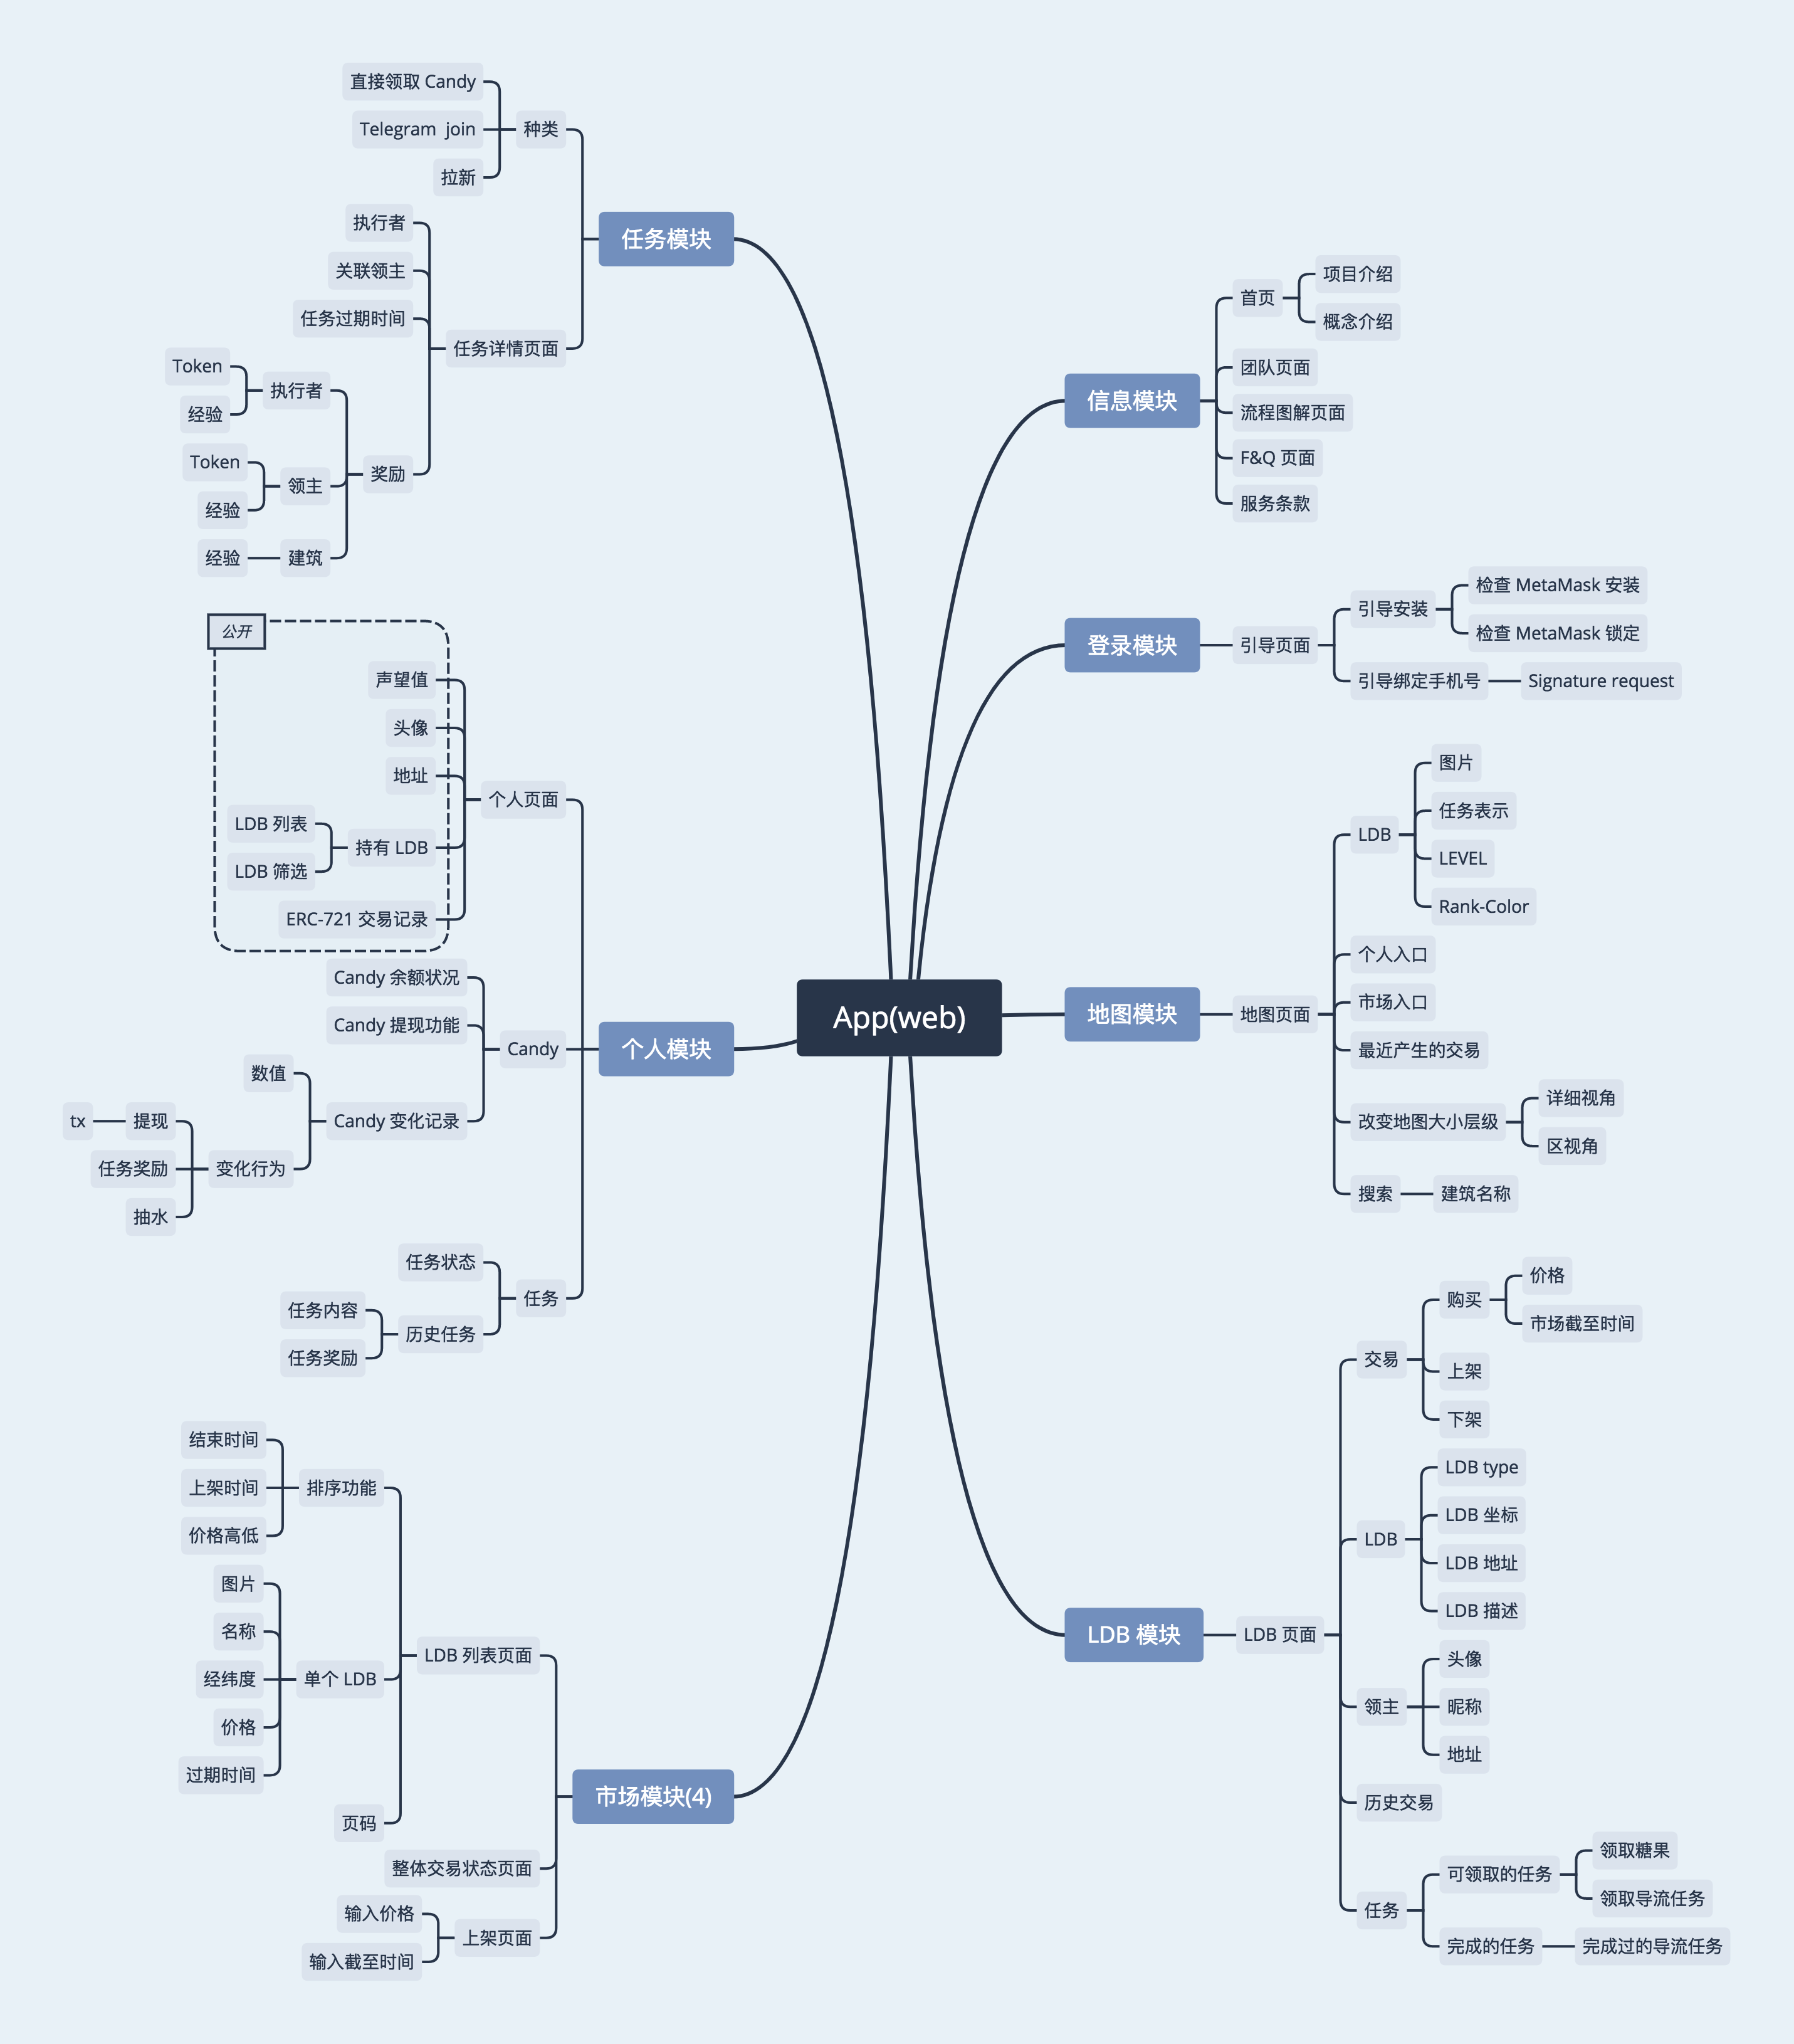 App(web)
任务模块
种类
直接领取 Candy
Telegram  join
拉新
任务详情页面
执行者
关联领主
任务过期时间
奖励
执行者
Token
经验
领主
Token
经验
建筑
经验
个人模块
个人页面
公开
声望值
头像
地址
持有 LDB
LDB 列表
LDB 筛选
ERC-721 交易记录
Candy
Candy 余额状况
Candy 提现功能
Candy 变化记录
数值
变化行为
提现
tx
任务奖励
抽水
任务
任务状态
历史任务
任务内容
任务奖励
市场模块(4)
LDB 列表页面
排序功能
结束时间
上架时间
价格高低
单个 LDB
图片
名称
经纬度
价格
过期时间
页码
整体交易状态页面
上架页面
输入价格
输入截至时间
信息模块
首页
项目介绍
概念介绍
团队页面
流程图解页面
F&Q 页面
服务条款
登录模块
引导页面
引导安装
检查 MetaMask 安装
检查 MetaMask 锁定
引导绑定手机号
Signature request
地图模块
地图页面
LDB
图片
任务表示
LEVEL
Rank-Color
个人入口
市场入口
最近产生的交易
改变地图大小层级
详细视角
区视角
搜索
建筑名称
LDB 模块
LDB 页面
交易
购买
价格
市场截至时间
上架
下架
LDB
LDB type
LDB 坐标
LDB 地址
LDB 描述
领主
头像
昵称
地址
历史交易
任务
可领取的任务
领取糖果
领取导流任务
完成的任务
完成过的导流任务